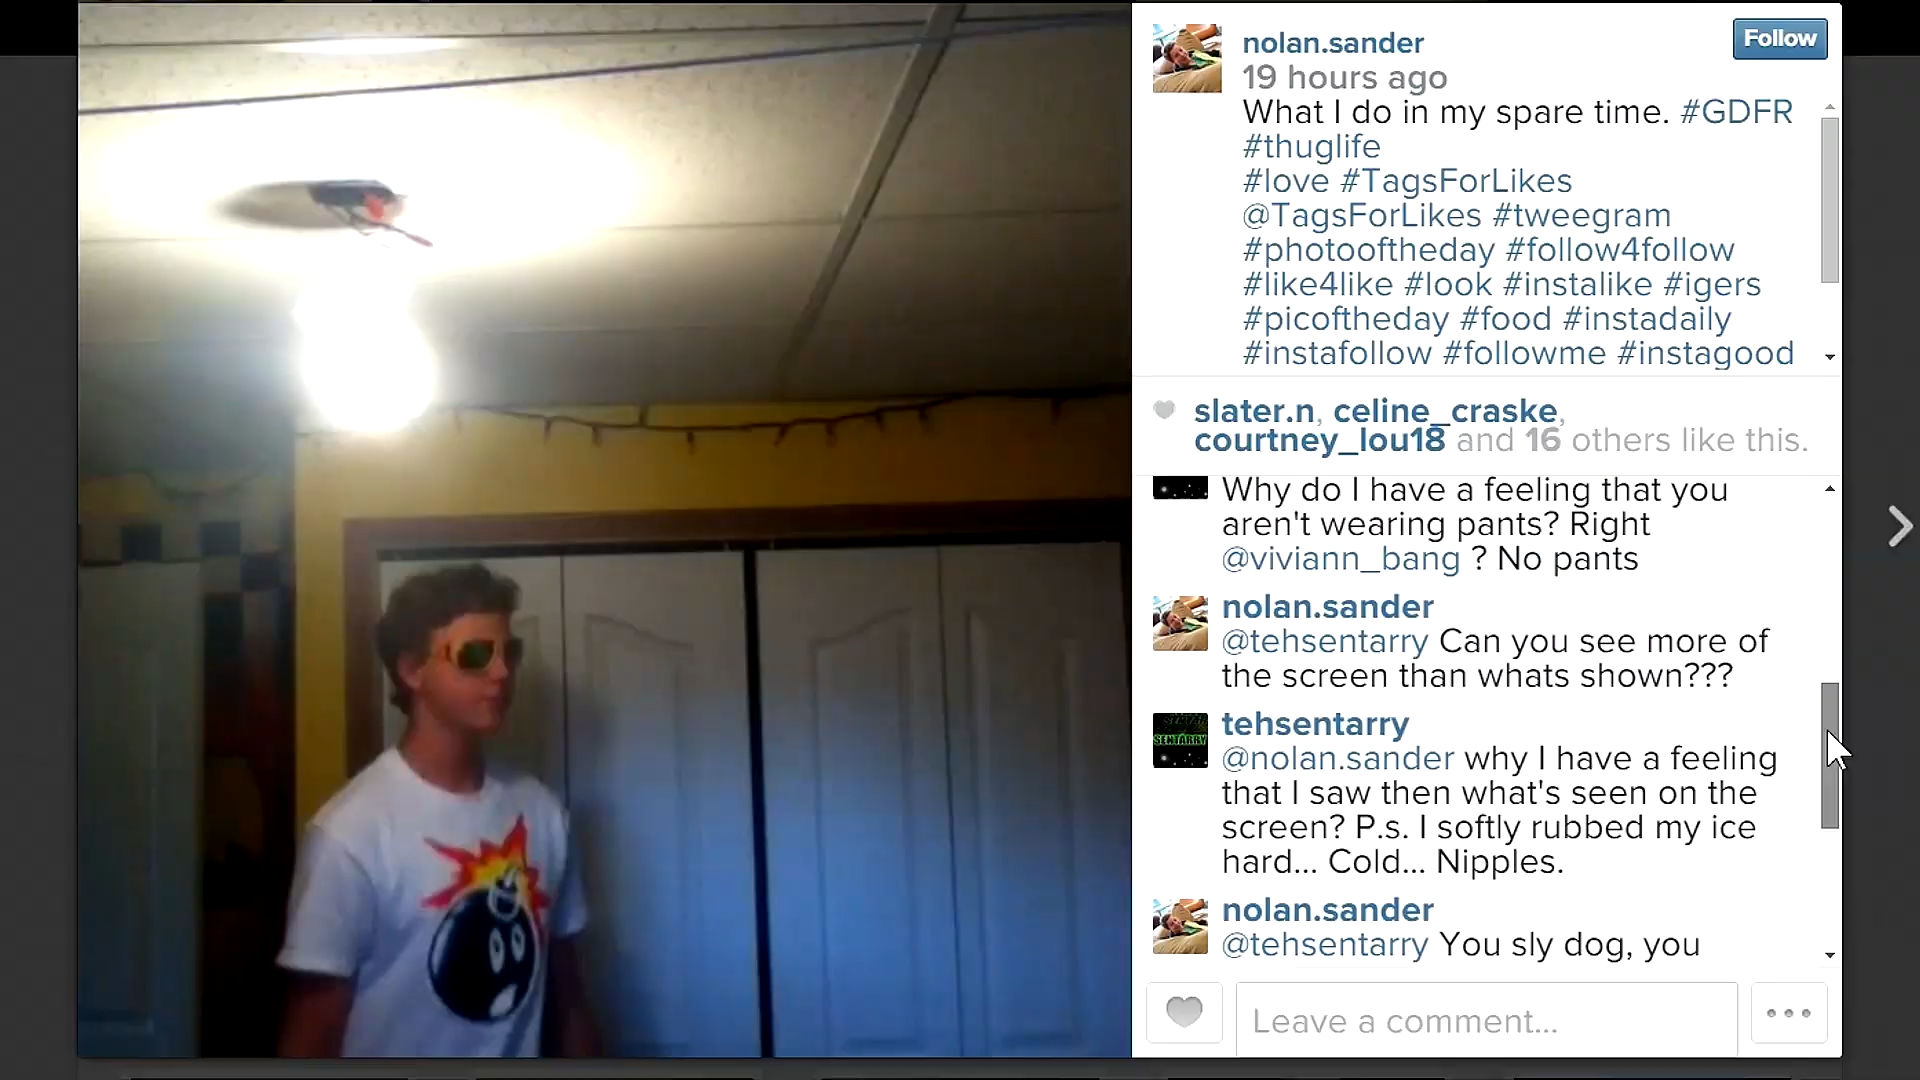 nolan.sander
Follow
19 hours ago
What I do in my spare time. #GDFR
#thuglife
#love #TagsForLikes
@TagsForLikes #tweegram
#photooftheday #follow4follow
#like4like #look #instalike #igers
#picoftheday #food #instadaily
#instafollow #followme #instagood
slater.n, celine_craske,
courtney_lou18 and 16 others like this.
Why do I have a feeling that you
aren't wearing pants? Right
@viviann_bang ? No pants
nolan.sander
@tehsentarry Can you see more of
the screen than whats shown???
tehsentarry
SENTARRY
@nolan.sander why I have a feeling
that I saw then what's seen on the
screen? P.s. I softly rubbed my ice
hard... Cold... Nipples.
nolan.sander
@tehsentarry You sly dog, you
Leave a comment...